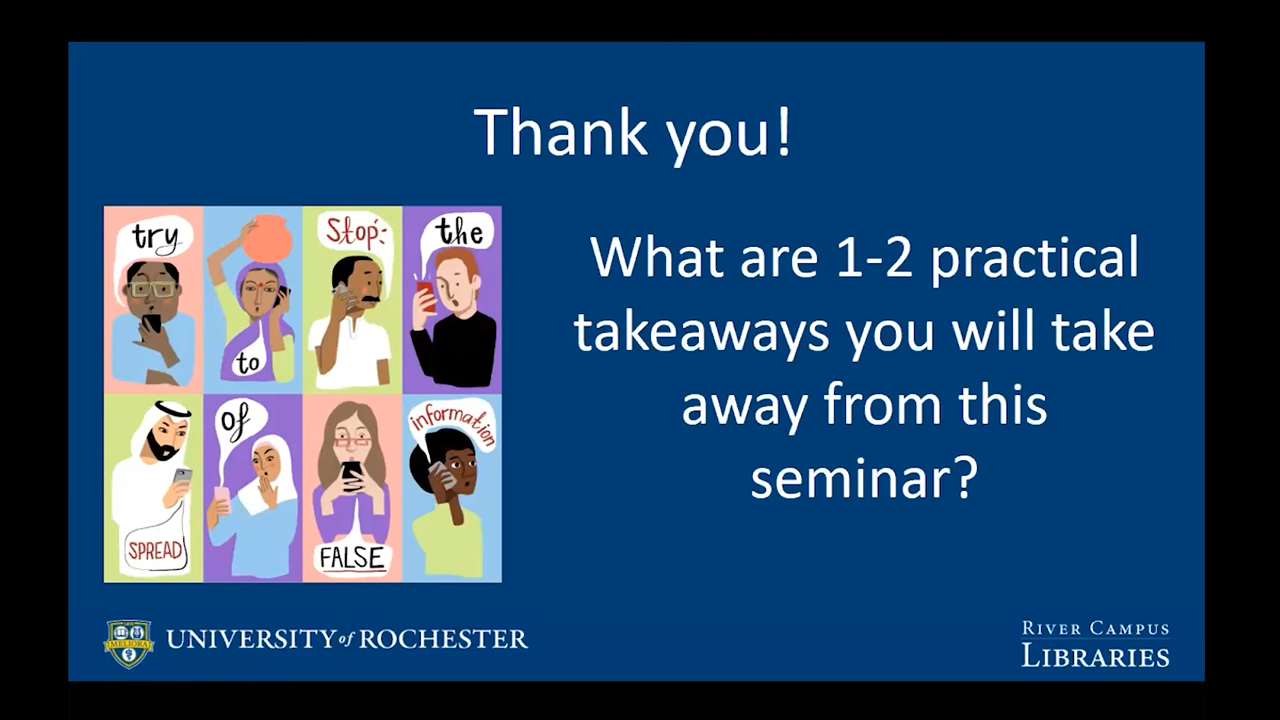 Thank you!
try
to
Stop:
the
SPREAD
of
FALSE
information
What are 1-2 practical
takeaways you will take
away from this
seminar?
MELIORA
UNIVERSITY of ROCHESTER
RIVER CAMPUS
LIBRARIES